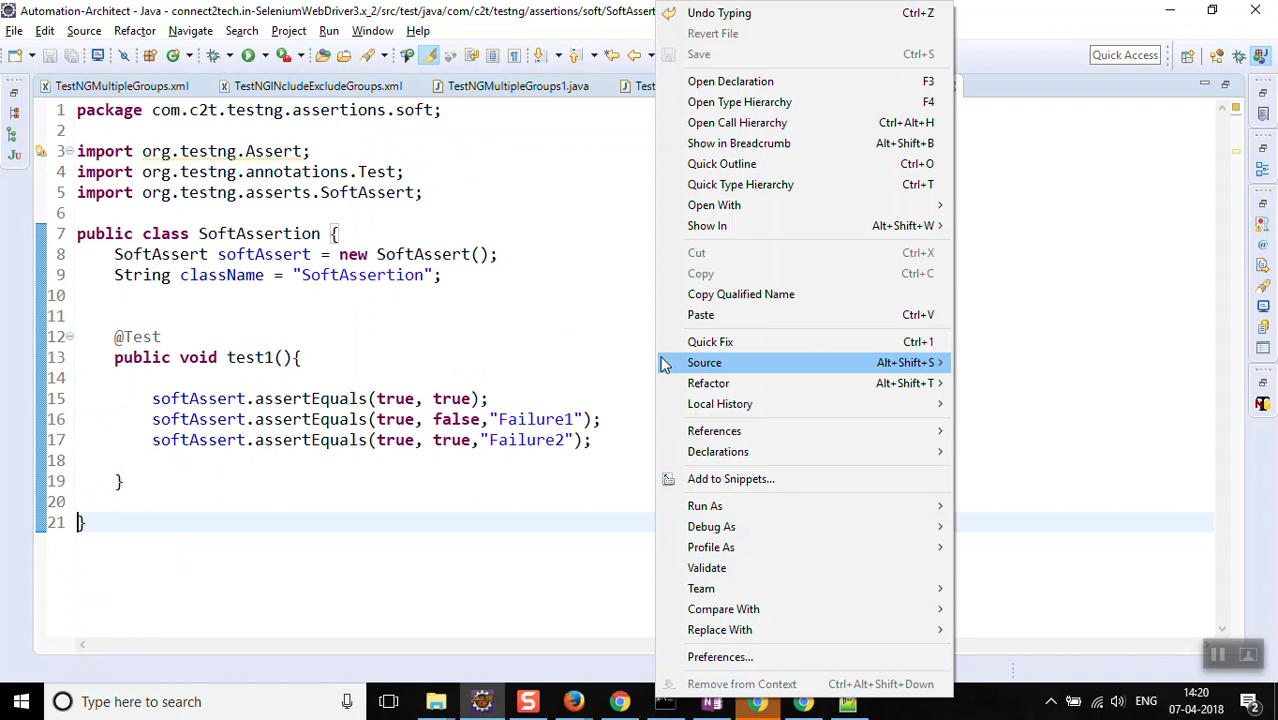 Automation-Architect - Java - connect2tech.in-SeleniumWebDriver3.x_2/src/test/java/com/c2t/testng/assertions/soft/SoftAssert
File Edit Source Refactor Navigate Search Project Run Window Help
Quick Access
TestNGMultipleGroups.xml TestNGINcludeExcludeGroups.xml TestNGMultipleGroups1.java Te
1 package com.c2t.testng.assertions.soft;
2
3 import org.testng.Assert;
4 import org.testng.annotations.Test;
5 import org.testng.asserts.SoftAssert;
6
7 public class SoftAssertion {
8 SoftAssert softAssert = new SoftAssert();
9 String className = "SoftAssertion";
10
11
12 @Test
13 public void test1(){
14
15 softAssert.assertEquals(true, true);
16 softAssert.assertEquals(true, false,"Failure1");
17 softAssert.assertEquals(true, true,"Failure2");
18
19 }
20
21 }
Undo Typing Ctrl+Z
Revert File
Save Ctrl+S
Open Declaration F3
Open Type Hierarchy F4
Open Call Hierarchy Ctrl+Alt+H
Show in Breadcrumb Alt+Shift+B
Quick Outline Ctrl+O
Quick Type Hierarchy Ctrl+T
Open With
Show In Alt+Shift+W
Cut Ctrl+X
Copy Ctrl+C
Copy Qualified Name
Paste Ctrl+V
Quick Fix Ctrl+1
Source Alt+Shift+S
Refactor Alt+Shift+T
Local History
References
Declarations
Add to Snippets...
Run As
Debug As
Profile As
Validate
Team
Compare With
Replace With
Preferences...
Remove from Context Ctrl+Alt+Shift+Down
Type here to search
ENG
14:20
07-04-2018
2